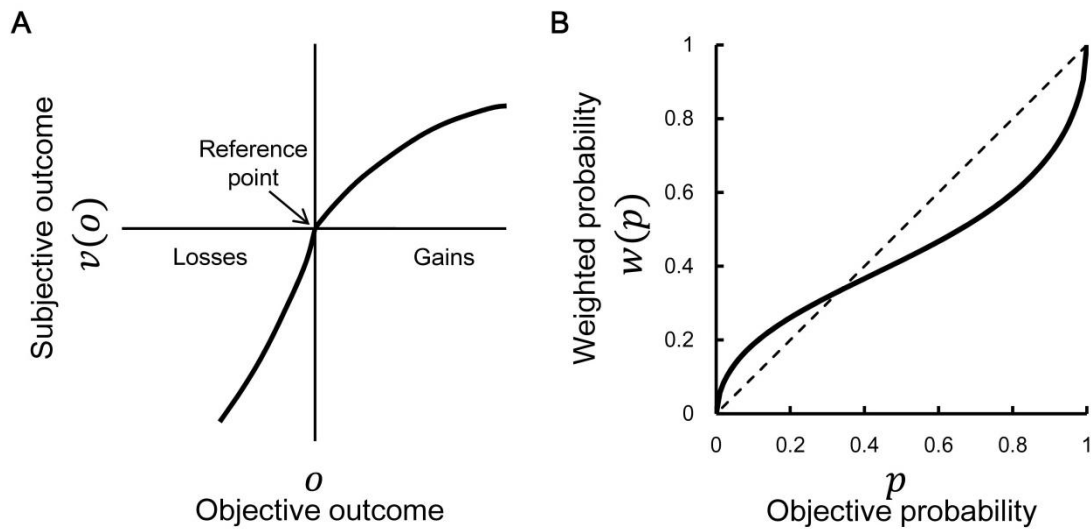 A
Subjective outcome
v(o)
Reference
point
Losses
Gains
o
Objective outcome
B
Weighted probability
w(p)
1
0.8
0.6
0.4
0.2
0
0
0.2
0.4
0.6
0.8
1
p
Objective probability